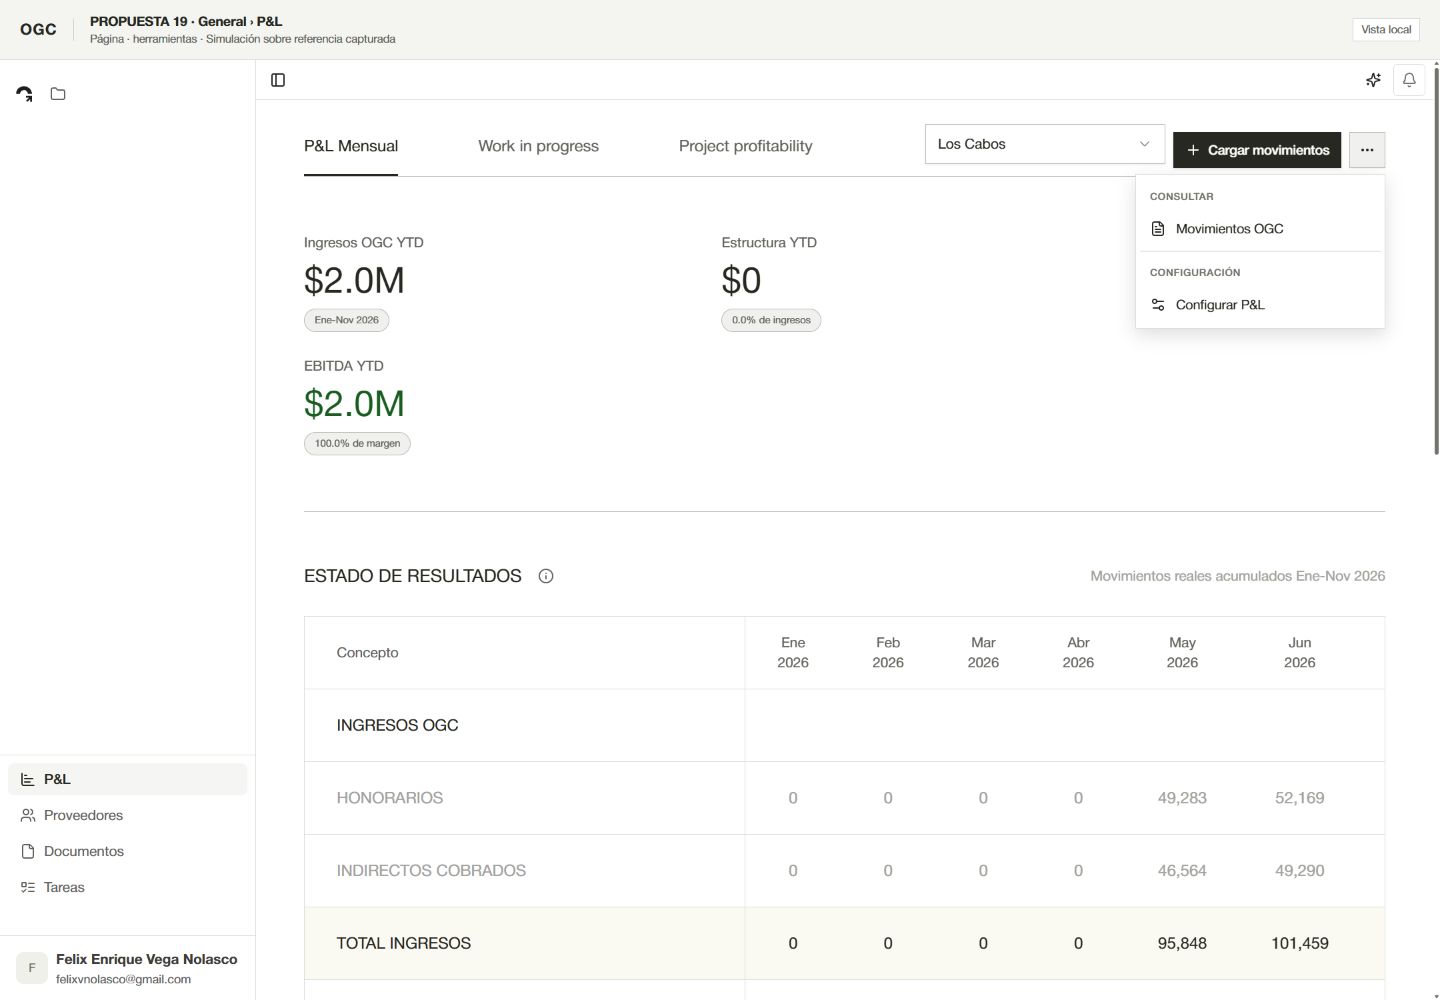 OGC
PROPUESTA 19 · General › P&L
Página · herramientas · Simulación sobre referencia capturada
Vista local
P&L Mensual
Work in progress
Project profitability
Los Cabos
Cargar movimientos
CONSULTAR
Movimientos OGC
CONFIGURACIÓN
Configurar P&L
Ingresos OGC YTD
$2.0M
Ene-Nov 2026
Estructura YTD
$0
0.0% de ingresos
EBITDA YTD
$2.0M
100.0% de margen
ESTADO DE RESULTADOS
Movimientos reales acumulados Ene-Nov 2026
Concepto
Ene 2026
Feb 2026
Mar 2026
Abr 2026
May 2026
Jun 2026
INGRESOS OGC
HONORARIOS 0 0 0 0 49,283 52,169
INDIRECTOS COBRADOS 0 0 0 0 46,564 49,290
TOTAL INGRESOS 0 0 0 0 95,848 101,459
P&L
Proveedores
Documentos
Tareas
F
Felix Enrique Vega Nolasco
felixvnolasco@gmail.com